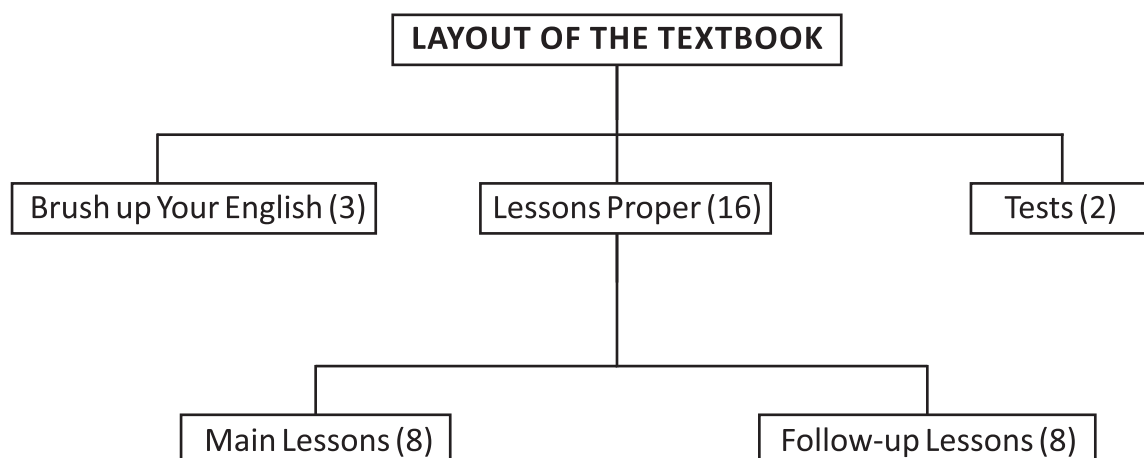 LAYOUT OF THE TEXTBOOK
Brush up Your English (3)
Lessons Proper (16)
Tests (2)
Main Lessons (8)
Follow-up Lessons (8)